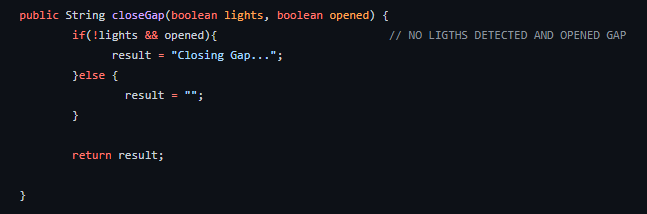 public String closeGap(boolean lights, boolean opened) {
if(!lights && opened){ // NO LIGTHS DETECTED AND OPENED GAP
result = "Closing Gap...";
}else {
result = "";
}
return result;
}